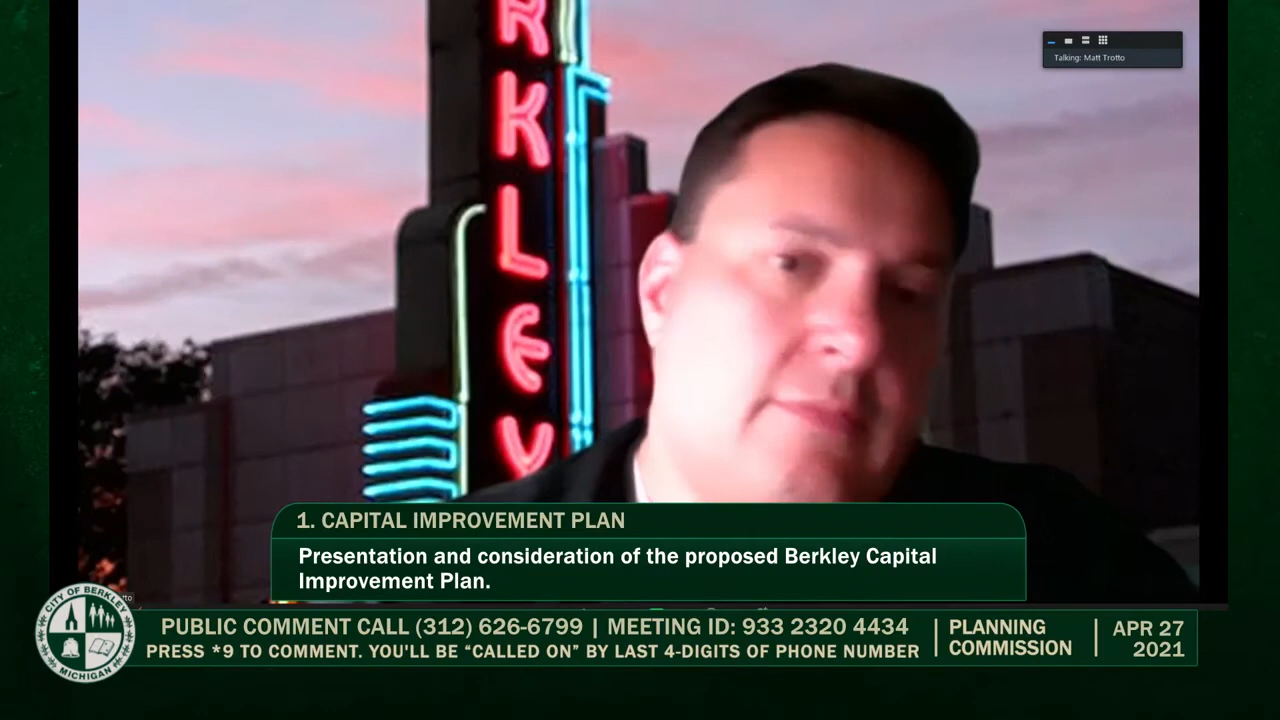 RKLEY
Talking: Matt Trotto
1. CAPITAL IMPROVEMENT PLAN
Presentation and consideration of the proposed Berkley Capital
Improvement Plan.
CITY OF BERKLEY
MICHIGAN
PUBLIC COMMENT CALL (312) 626-6799 | MEETING ID: 933 2320 4434
PRESS *9 TO COMMENT. YOU'LL BE “CALLED ON” BY LAST 4-DIGITS OF PHONE NUMBER
PLANNING
COMMISSION
APR 27
2021